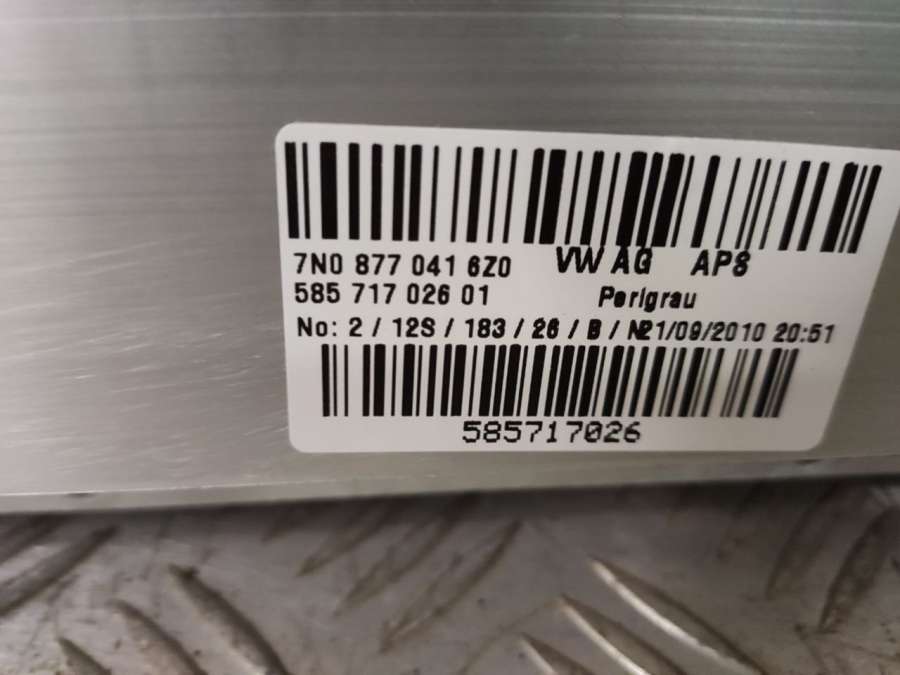 7N0 877 041 6Z0 VW AG AP8
585 717 026 01 Perlgrau
No: 2 / 12S / 183 / 26 / B / N21/09/2010 20:51
585717026